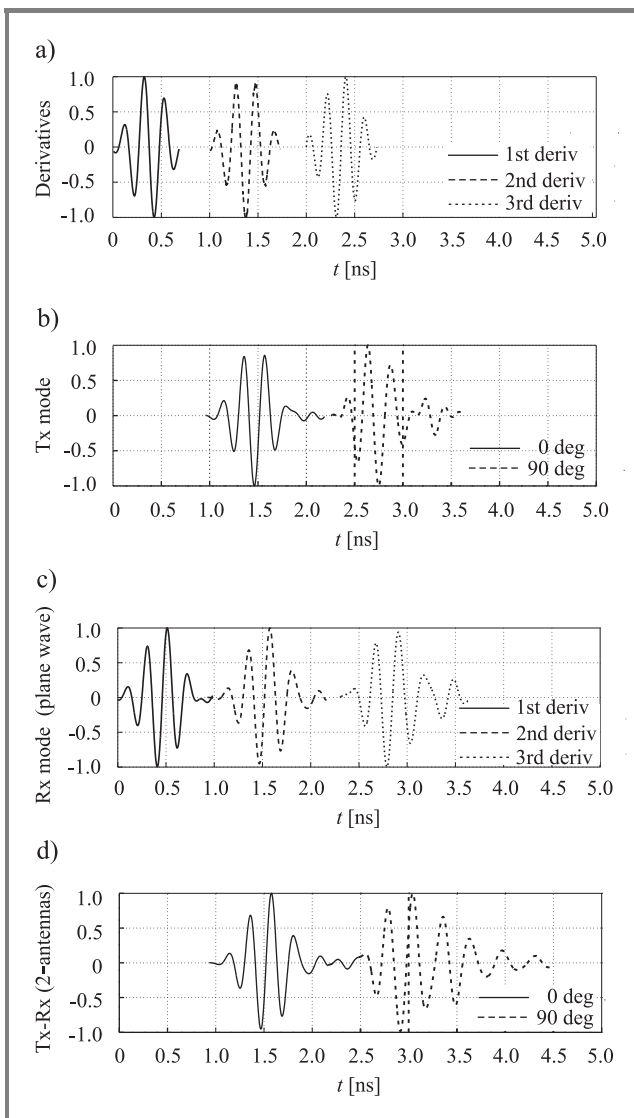 a)
Derivatives
1.0
0.5
0
-0.5
-1.0
1st deriv
2nd deriv
3rd deriv
0 0.5 1.0 1.5 2.0 2.5 3.0 3.5 4.0 4.5 5.0
t [ns]
b)
Tx mode
1.0
0.5
0
-0.5
-1.0
0 deg
90 deg
0 0.5 1.0 1.5 2.0 2.5 3.0 3.5 4.0 4.5 5.0
t [ns]
c)
Rx mode (plane wave)
1.0
0.5
0
-0.5
-1.0
1st deriv
2nd deriv
3rd deriv
0 0.5 1.0 1.5 2.0 2.5 3.0 3.5 4.0 4.5 5.0
t [ns]
d)
Tx-Rx (2-antennas)
1.0
0.5
0
-0.5
-1.0
0 deg
90 deg
0 0.5 1.0 1.5 2.0 2.5 3.0 3.5 4.0 4.5 5.0
t [ns]